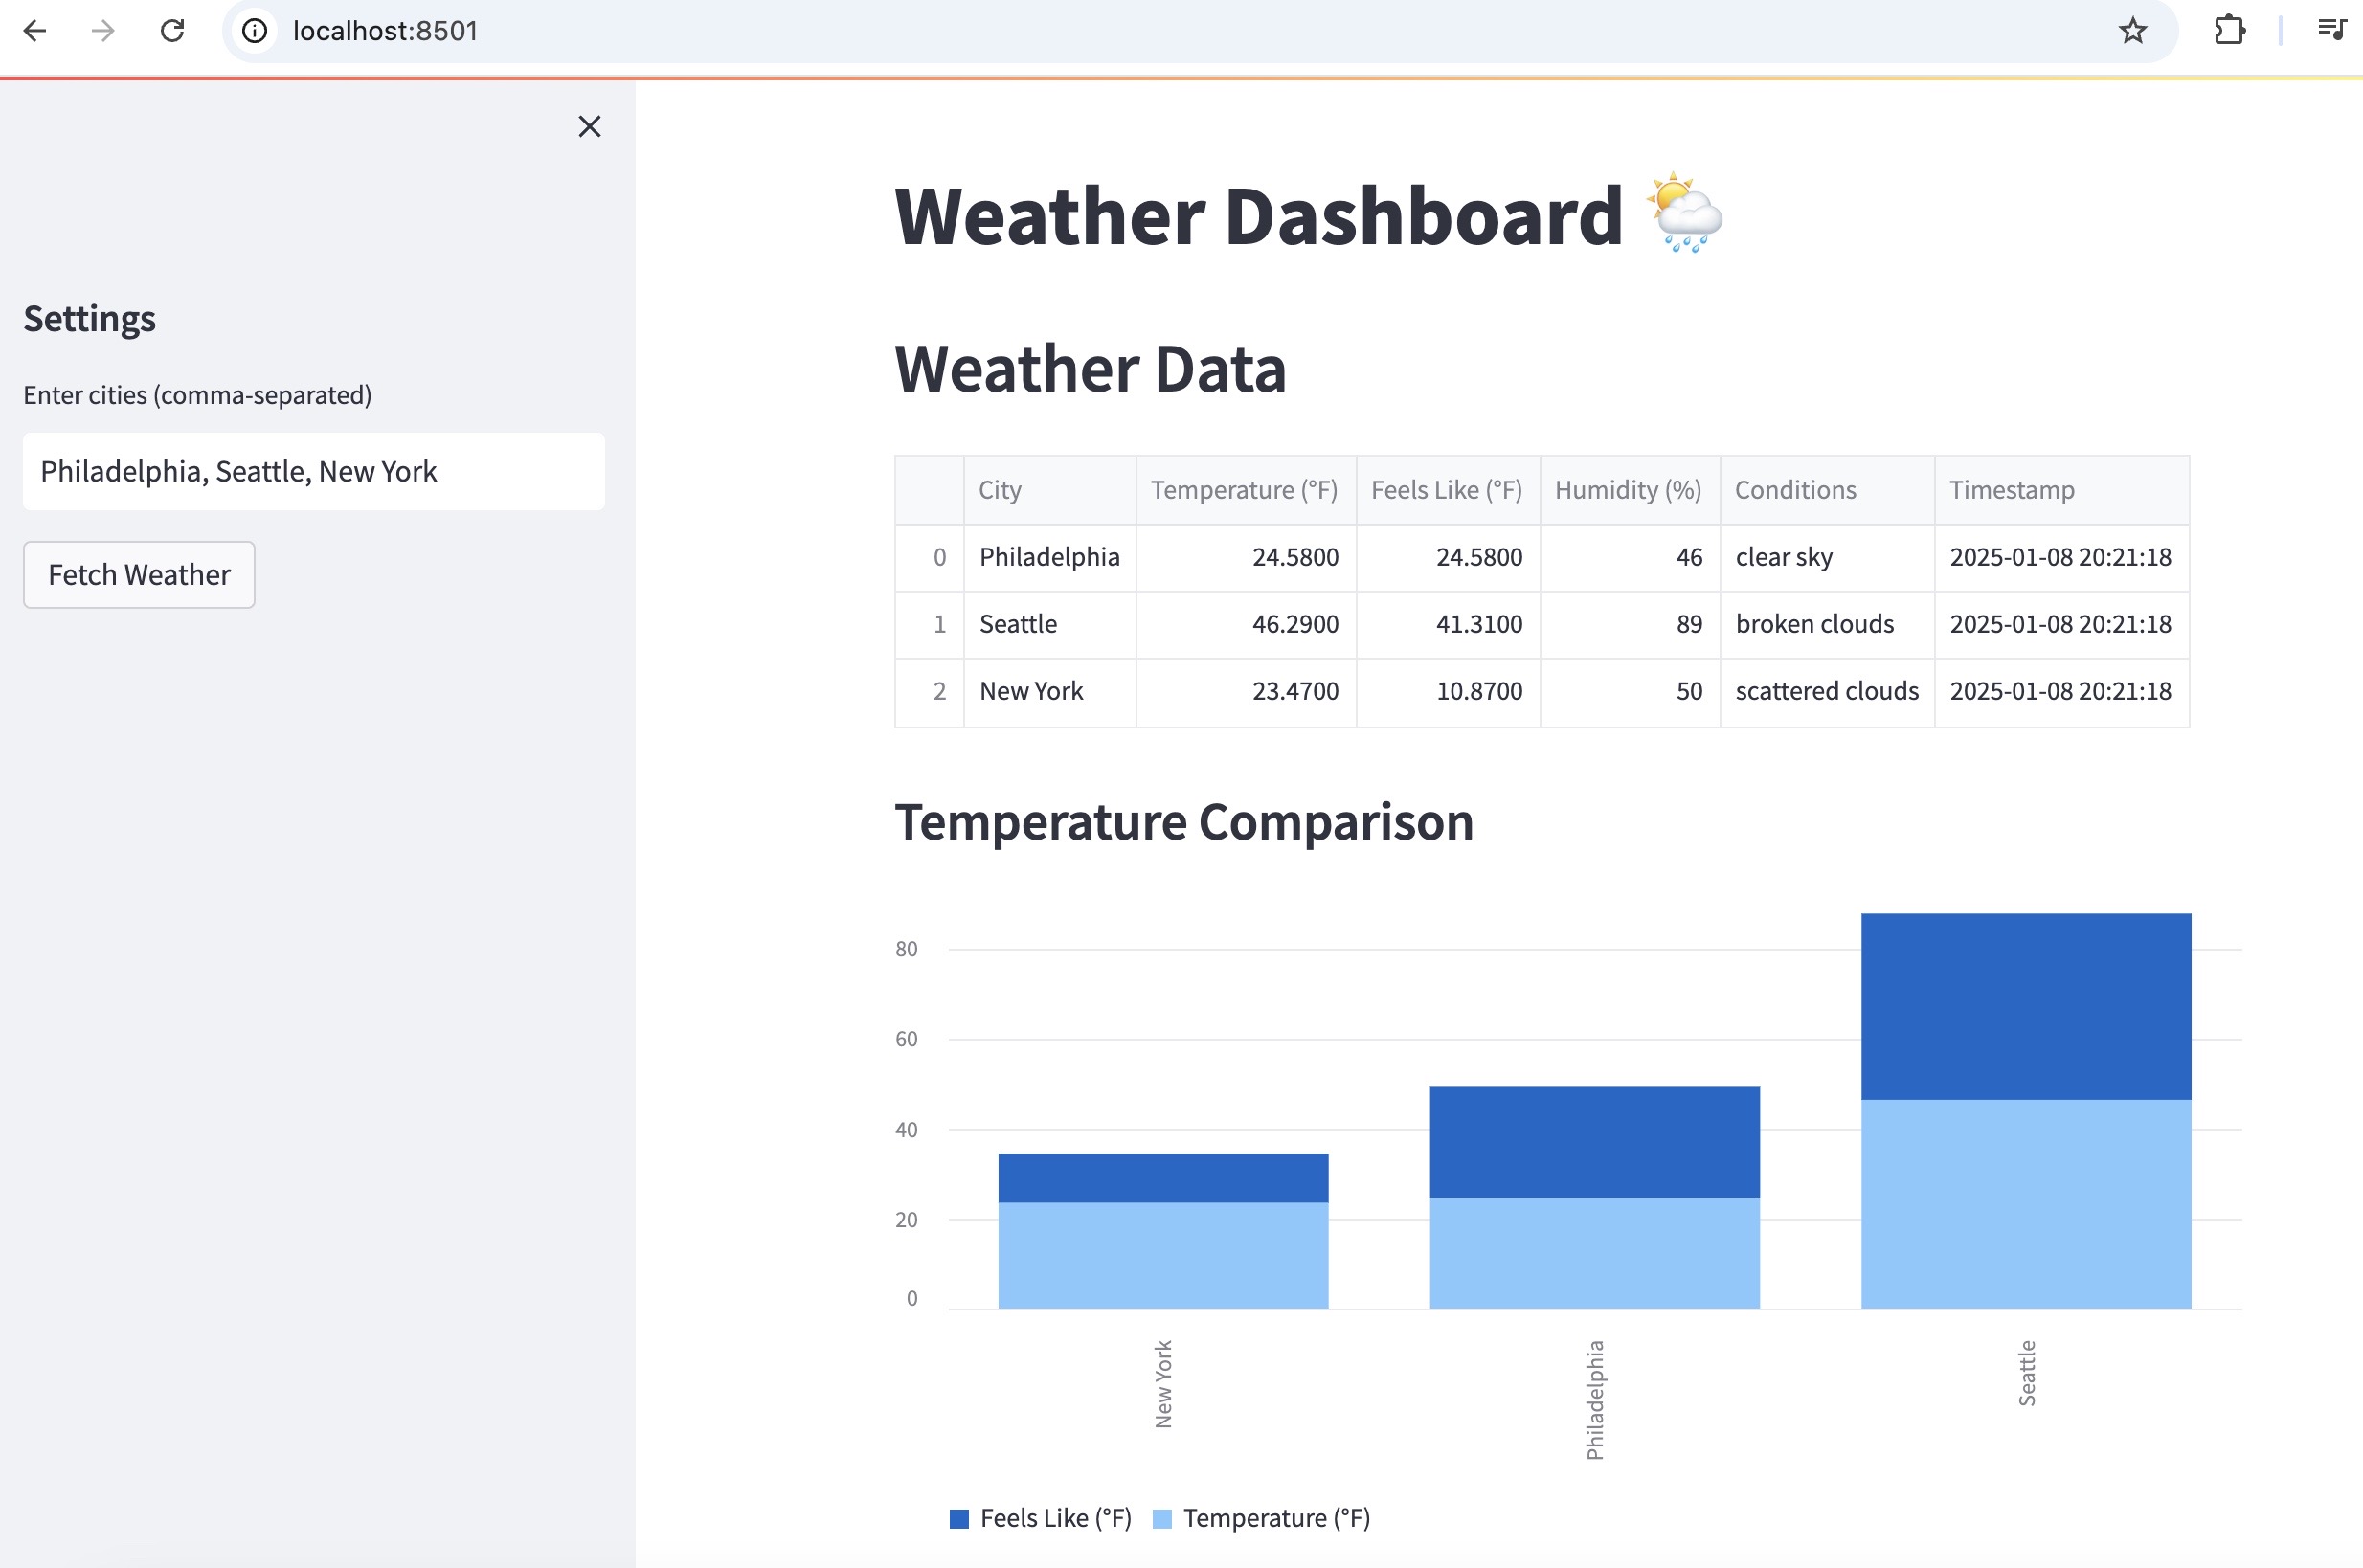 localhost:8501
Settings
Enter cities (comma-separated)
Philadelphia, Seattle, New York
Fetch Weather
Weather Dashboard 🌦️
Weather Data
City Temperature (°F) Feels Like (°F) Humidity (%) Conditions Timestamp
0 Philadelphia 24.5800 24.5800 46 clear sky 2025-01-08 20:21:18
1 Seattle 46.2900 41.3100 89 broken clouds 2025-01-08 20:21:18
2 New York 23.4700 10.8700 50 scattered clouds 2025-01-08 20:21:18
Temperature Comparison
80
60
40
20
0
New York
Philadelphia
Seattle
Feels Like (°F) Temperature (°F)